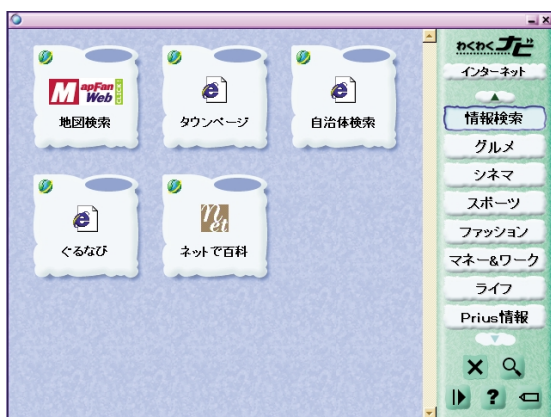 MapFan
Web
CLICK!
地図検索
タウンページ
自治体検索
ぐるなび
net
ネットで百科
わくわくナビ
インターネット
情報検索
グルメ
シネマ
スポーツ
ファッション
マネー&ワーク
ライフ
Prius情報
?